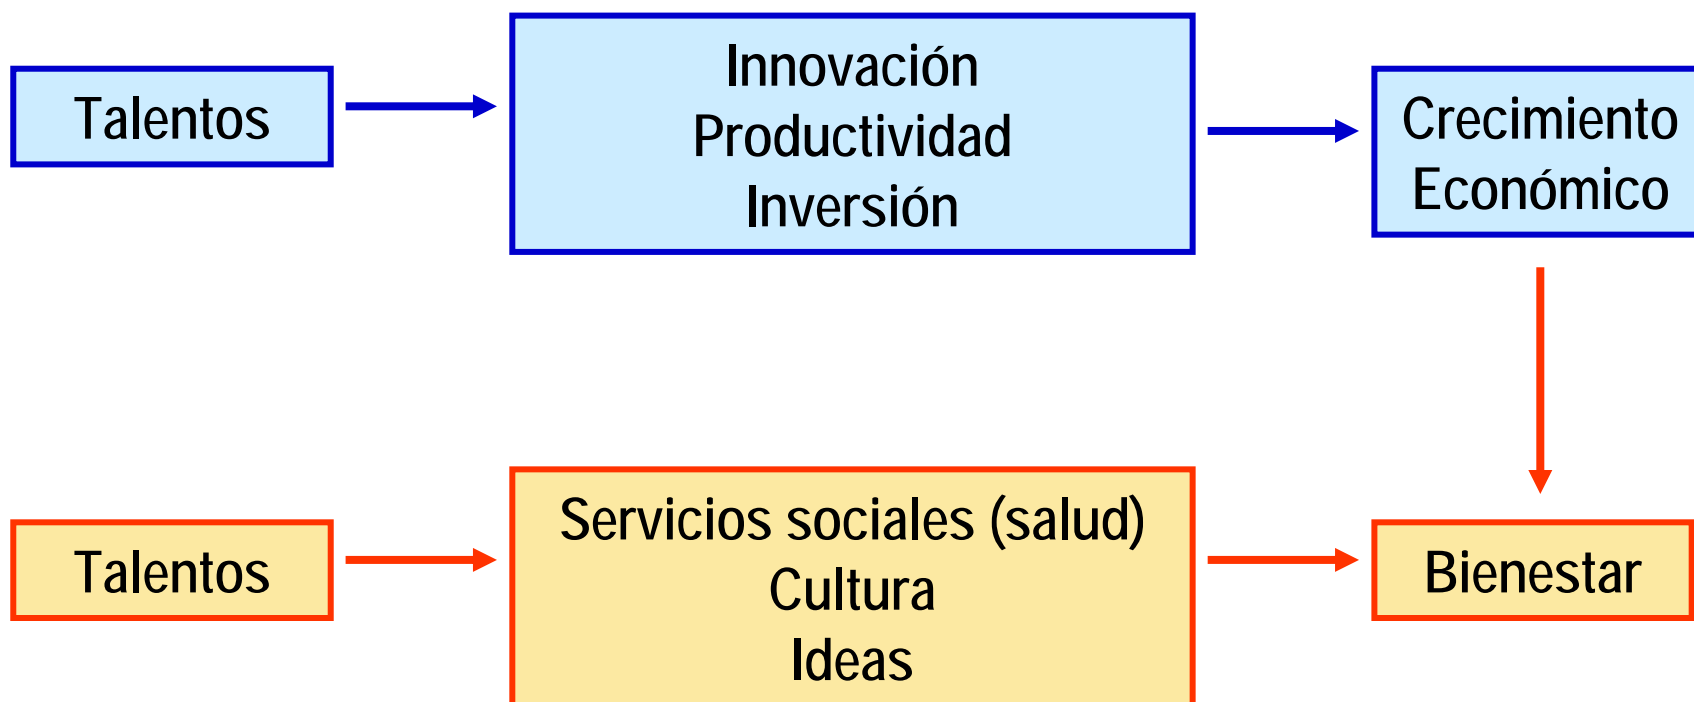 Talentos
Innovación
Productividad
Inversión
Crecimiento
Económico
Talentos
Servicios sociales (salud)
Cultura
Ideas
Bienestar